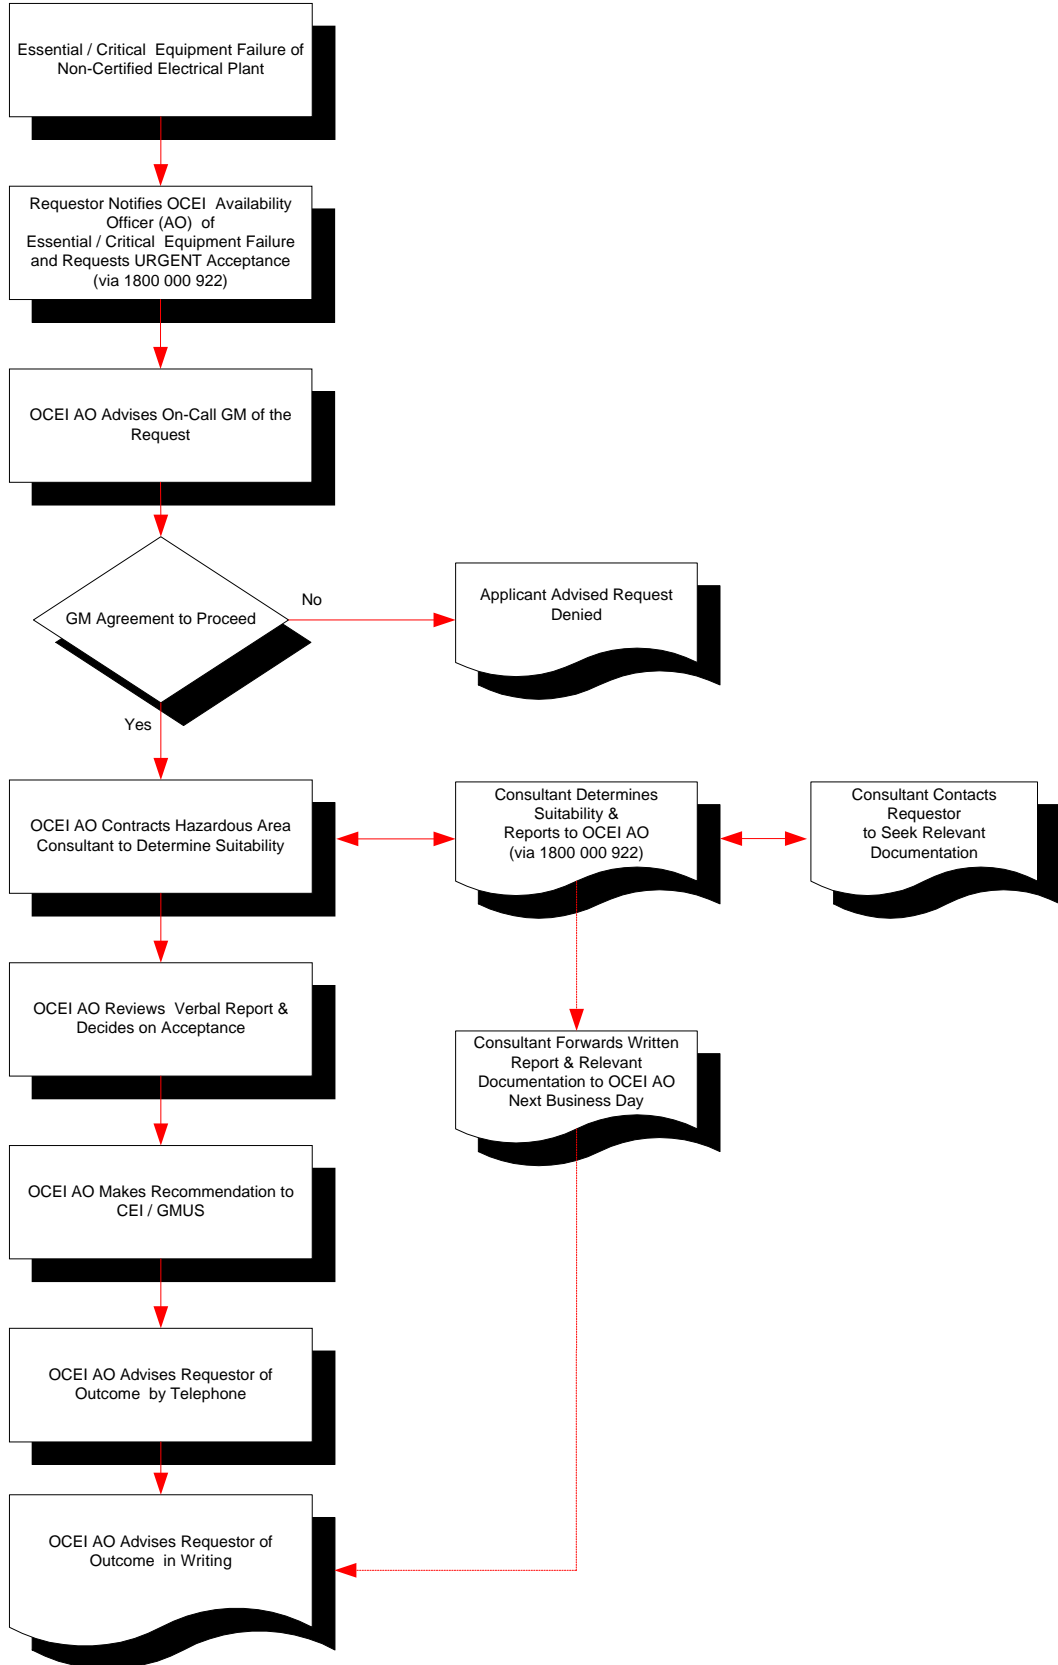 Essential / Critical Equipment Failure of
Non-Certified Electrical Plant
Requestor Notifies OCEI Availability
Officer (AO) of
Essential / Critical Equipment Failure
and Requests URGENT Acceptance
(via 1800 000 922)
OCEI AO Advises On-Call GM of the
Request
GM Agreement to Proceed
No
Applicant Advised Request
Denied
Yes
OCEI AO Contracts Hazardous Area
Consultant to Determine Suitability
Consultant Determines
Suitability &
Reports to OCEI AO
(via 1800 000 922)
Consultant Contacts
Requestor
to Seek Relevant
Documentation
OCEI AO Reviews Verbal Report &
Decides on Acceptance
Consultant Forwards Written
Report & Relevant
Documentation to OCEI AO
Next Business Day
OCEI AO Makes Recommendation to
CEI / GMUS
OCEI AO Advises Requestor of
Outcome by Telephone
OCEI AO Advises Requestor of
Outcome in Writing